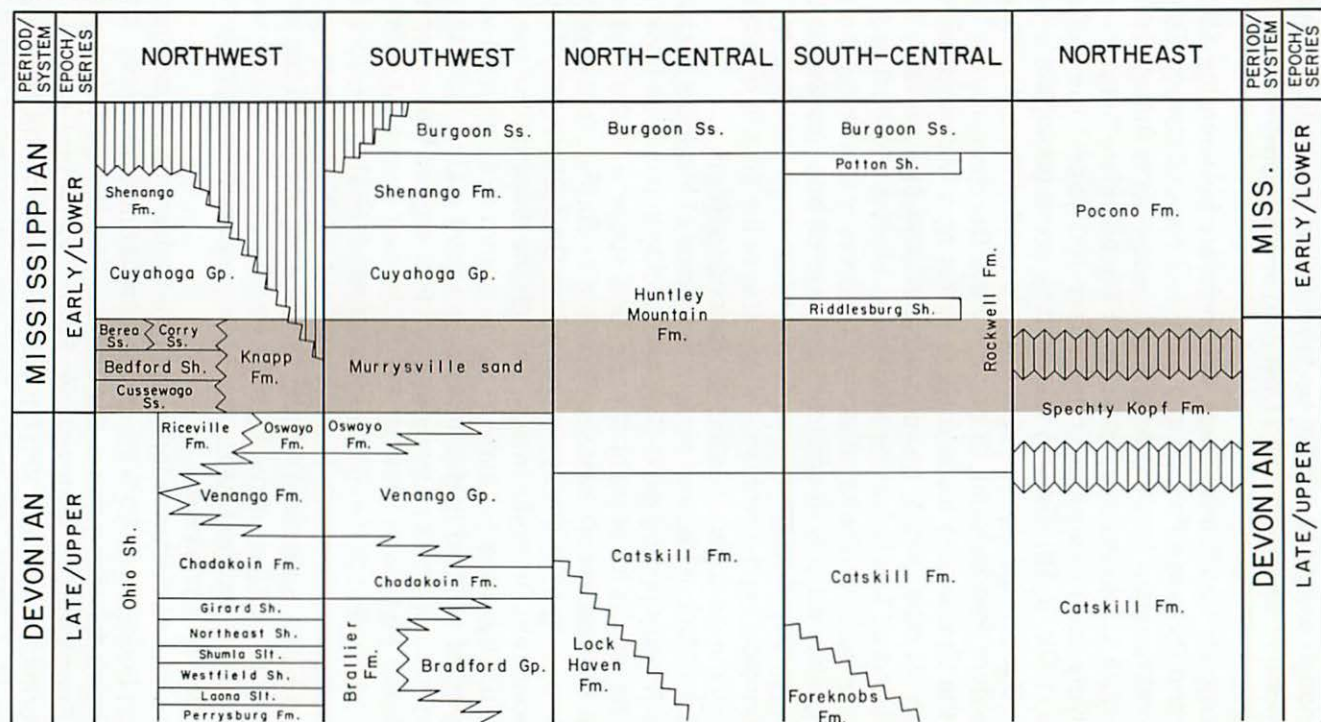 PERIOD/
SYSTEM
EPOCH/
SERIES
NORTHWEST
SOUTHWEST
NORTH-CENTRAL
SOUTH-CENTRAL
NORTHEAST
PERIOD/
SYSTEM
EPOCH/
SERIES
MISSISSIPPIAN
EARLY/LOWER
Shenango
Fm.
Cuyahoga Gp.
Berea
Ss.
Corry
Ss.
Bedford Sh.
Cussewago
Ss.
Knapp
Fm.
Burgoon Ss.
Shenango Fm.
Cuyahoga Gp.
Murrysville sand
Burgoon Ss.
Huntley
Mountain
Fm.
Burgoon Ss.
Patton Sh.
Riddlesburg Sh.
Rockwell Fm.
Pocono Fm.
Spechty Kopf Fm.
MISS.
EARLY/LOWER
DEVONIAN
LATE/UPPER
Ohio Sh.
Riceville
Fm.
Oswayo
Fm.
Venango Fm.
Chadakoin Fm.
Girard Sh.
Northeast Sh.
Shumla Slt.
Westfield Sh.
Laona Slt.
Perrysburg Fm.
Oswayo
Fm.
Venango Gp.
Chadakoin Fm.
Brallier
Fm.
Bradford Gp.
Catskill Fm.
Lock
Haven
Fm.
Catskill Fm.
Foreknobs
Fm.
Catskill Fm.
DEVONIAN
LATE/UPPER